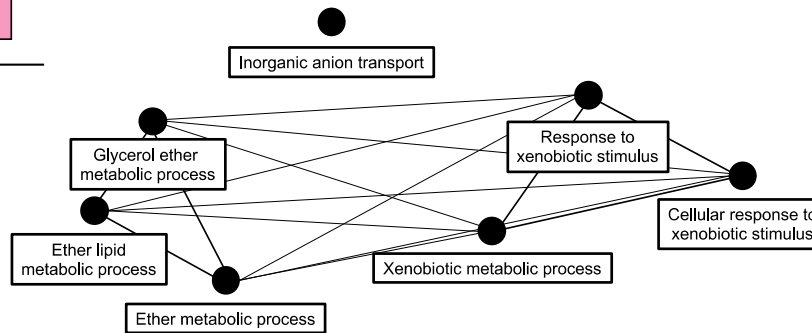 Inorganic anion transport
Glycerol ether
metabolic process
Response to
xenobiotic stimulus
Ether lipid
metabolic process
Cellular response to
xenobiotic stimulus
Xenobiotic metabolic process
Ether metabolic process